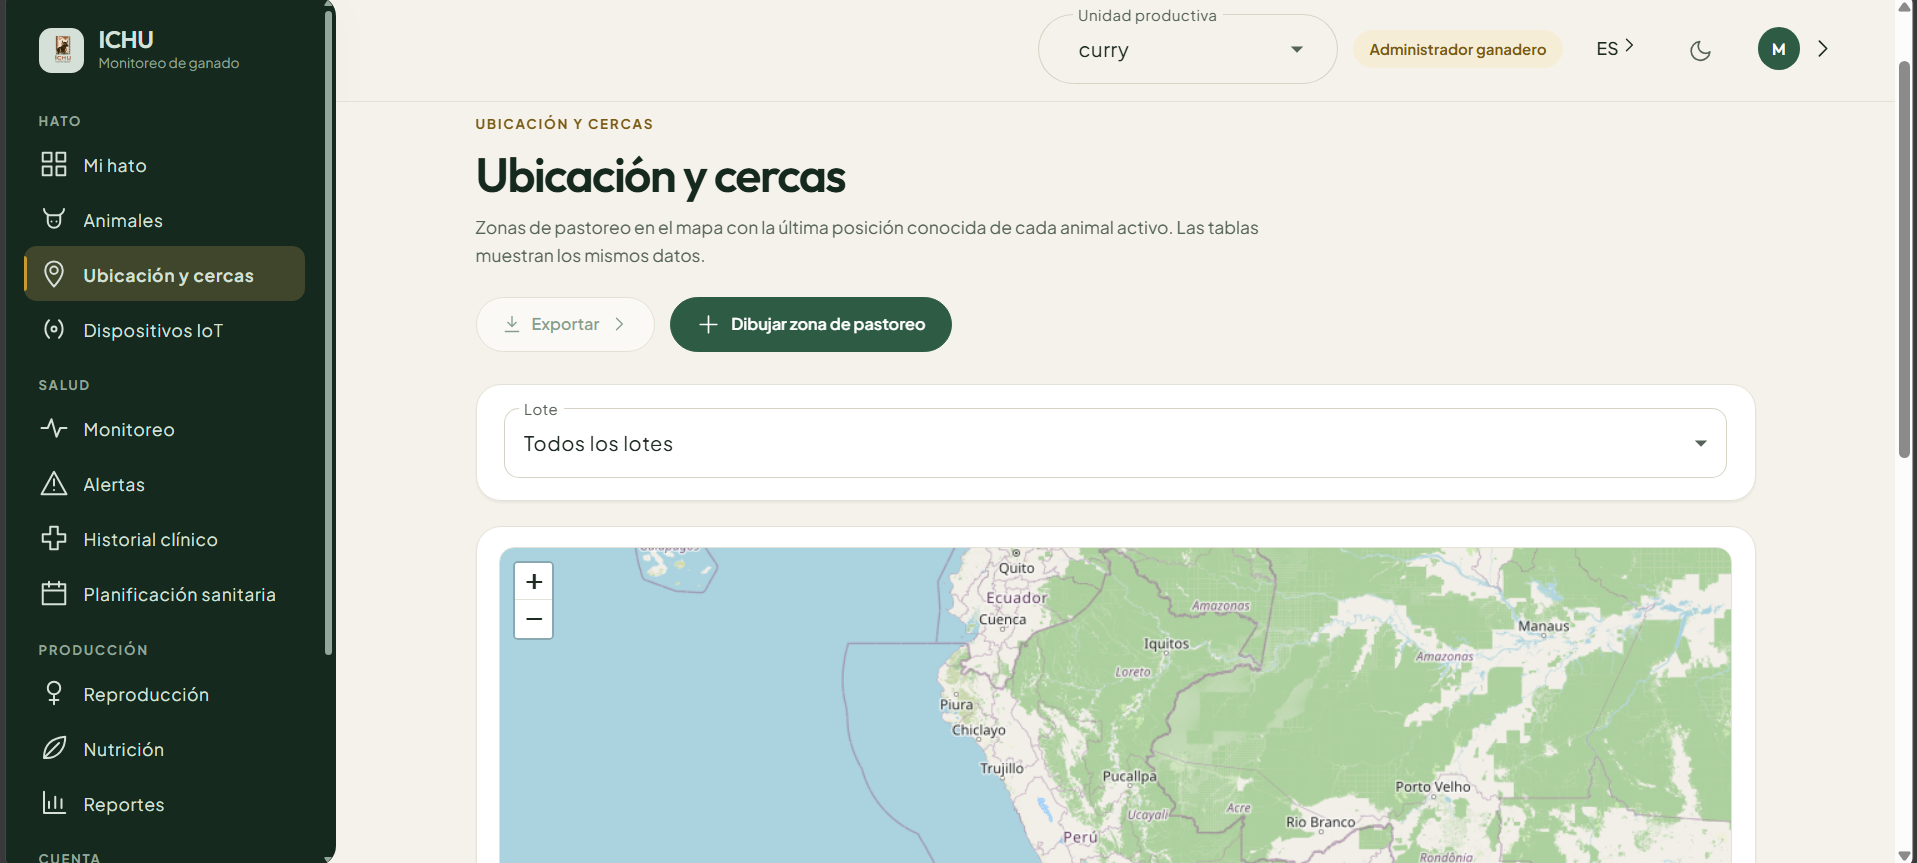 ICHU
Monitoreo de ganado
HATO
Mi hato
Animales
Ubicación y cercas
Dispositivos IoT
SALUD
Monitoreo
Alertas
Historial clínico
Planificación sanitaria
PRODUCCIÓN
Reproducción
Nutrición
Reportes
CUENTA
Unidad productiva
curry
Administrador ganadero
ES
M
UBICACIÓN Y CERCAS
Ubicación y cercas
Zonas de pastoreo en el mapa con la última posición conocida de cada animal activo. Las tablas
muestran los mismos datos.
Exportar
Dibujar zona de pastoreo
Lote
Todos los lotes
+
−
Galápagos
Quito
Ecuador
Cuenca
Amazonas
Iquitos
Loreto
Manaus
Amazonas
Piura
Chiclayo
Trujillo
Pucallpa
Ucayali
Acre
Porto Velho
Rio Branco
Perú
Rondônia